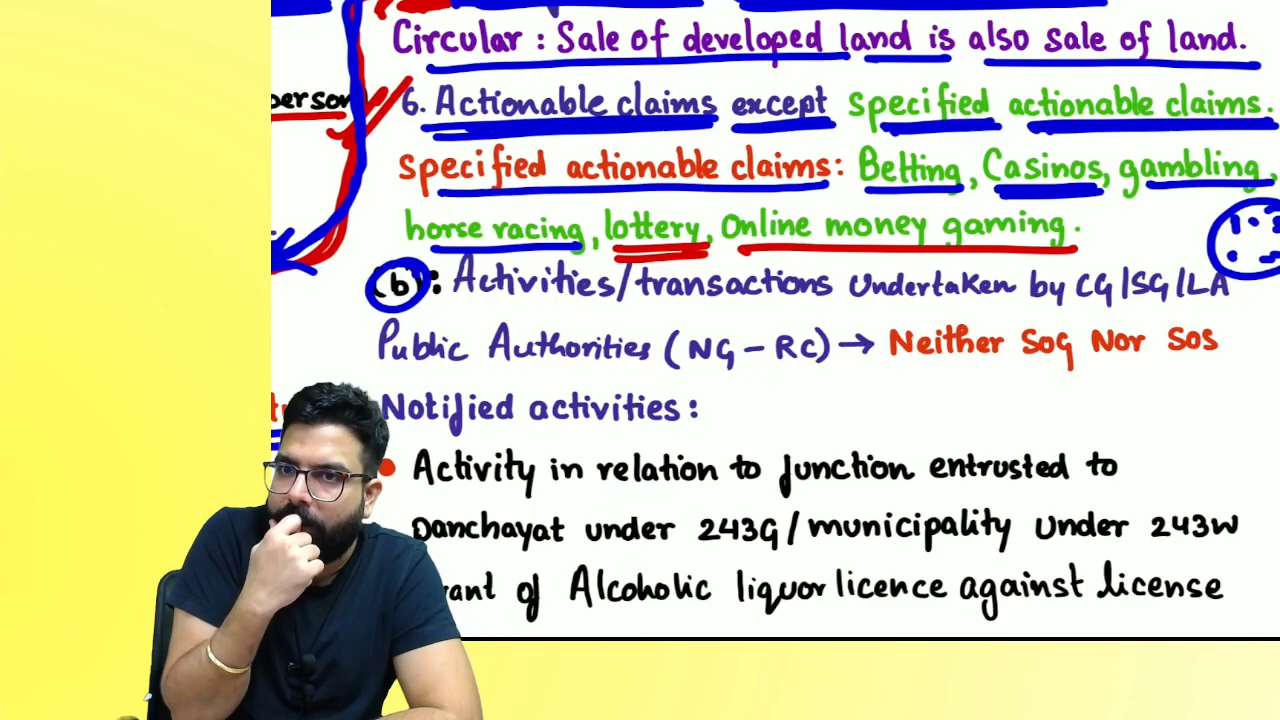 Circular : Sale of developed land is also sale of land.
person
6. Actionable claims except specified actionable claims.
specified actionable claims: Betting, Casinos, gambling,
horse racing, lottery, Online money gaming.
(b) : Activities/transactions undertaken by CG/SG/LA
Public Authorities (NG – RC) → Neither SOG Nor SOS
Notified activities :
• Activity in relation to function entrusted to
Panchayat under 243G/municipality under 243W
of Alcoholic liquor licence against license